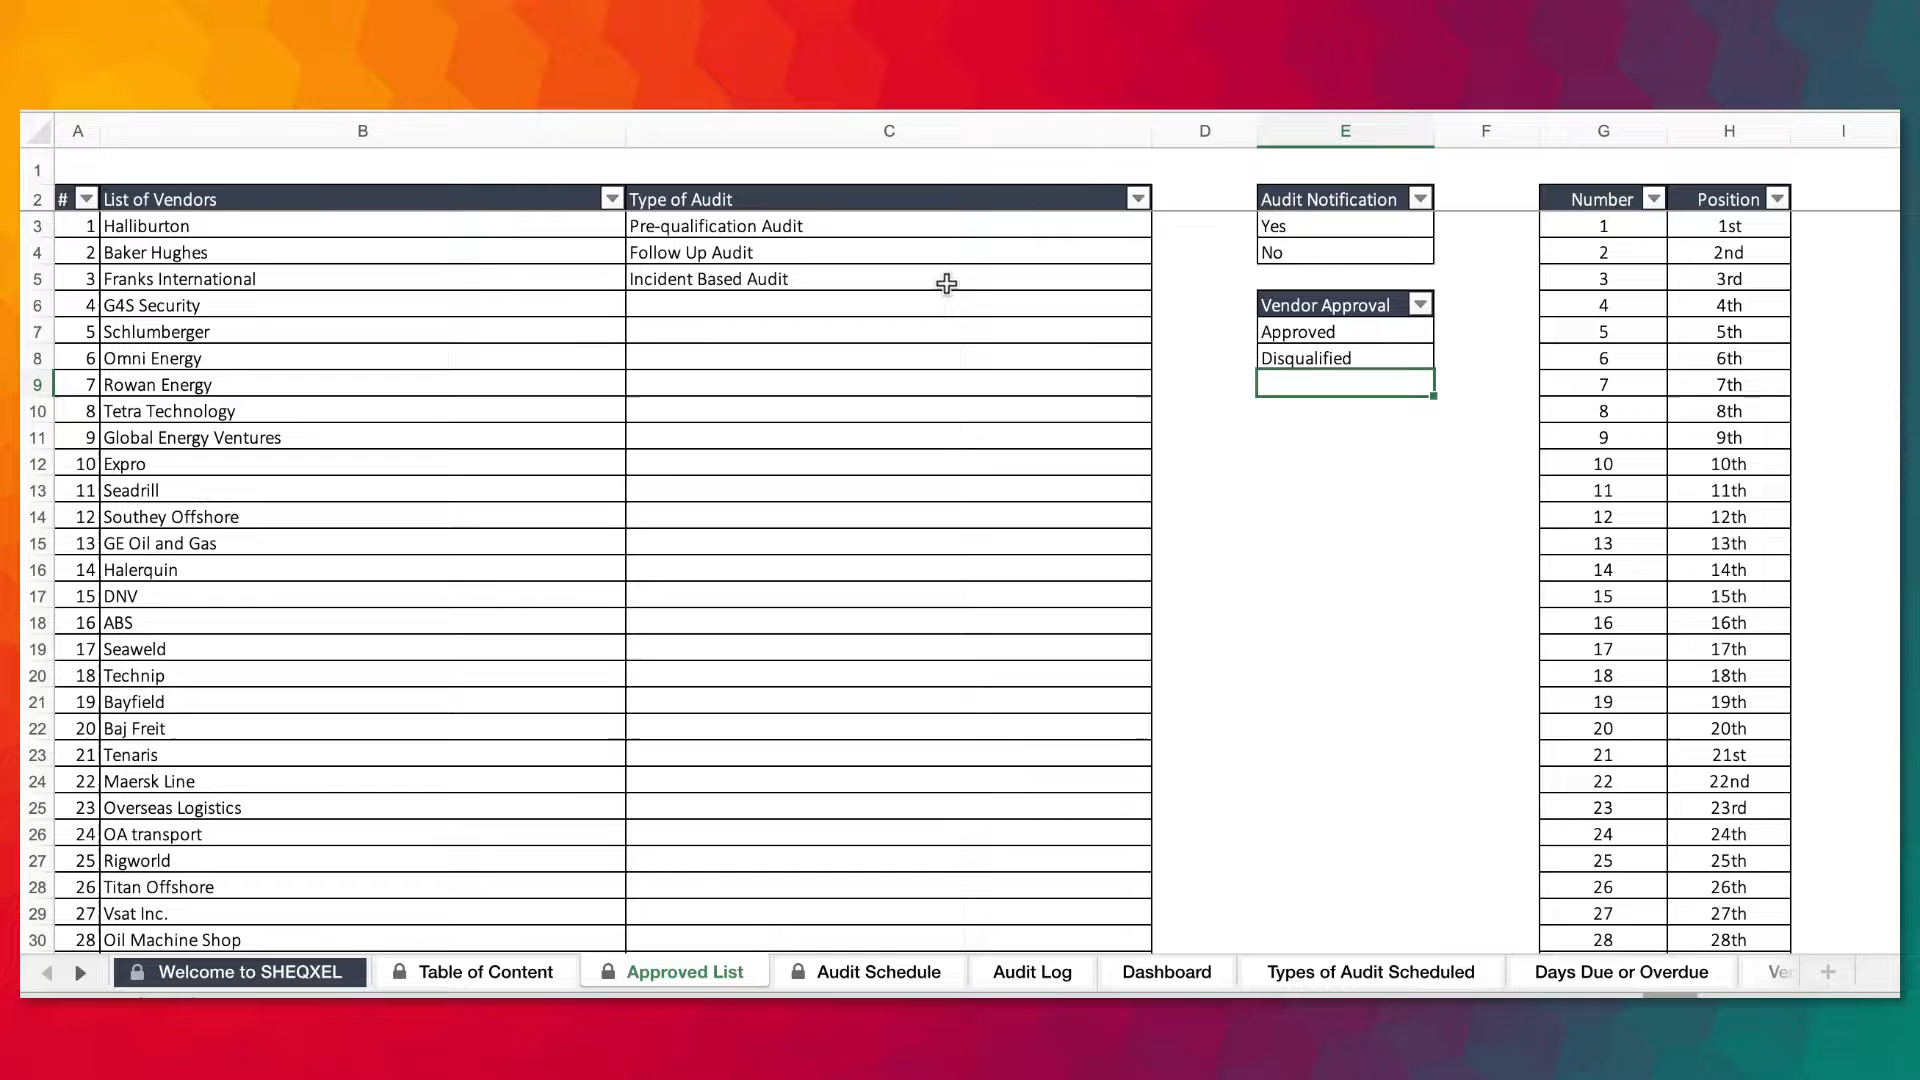 A B C D E F G H I
1
2 # List of Vendors Type of Audit Audit Notification Number Position
3 1 Halliburton Pre-qualification Audit Yes 1 1st
4 2 Baker Hughes Follow Up Audit No 2 2nd
5 3 Franks International Incident Based Audit 3 3rd
6 4 G4S Security Vendor Approval 4 4th
7 5 Schlumberger Approved 5 5th
8 6 Omni Energy Disqualified 6 6th
9 7 Rowan Energy 7 7th
10 8 Tetra Technology 8 8th
11 9 Global Energy Ventures 9 9th
12 10 Expro 10 10th
13 11 Seadrill 11 11th
14 12 Southey Offshore 12 12th
15 13 GE Oil and Gas 13 13th
16 14 Halerquin 14 14th
17 15 DNV 15 15th
18 16 ABS 16 16th
19 17 Seaweld 17 17th
20 18 Technip 18 18th
21 19 Bayfield 19 19th
22 20 Baj Freit 20 20th
23 21 Tenaris 21 21st
24 22 Maersk Line 22 22nd
25 23 Overseas Logistics 23 23rd
26 24 OA transport 24 24th
27 25 Rigworld 25 25th
28 26 Titan Offshore 26 26th
29 27 Vsat Inc. 27 27th
30 28 Oil Machine Shop 28 28th
Welcome to SHEQXEL Table of Content Approved List Audit Schedule Audit Log Dashboard Types of Audit Scheduled Days Due or Overdue